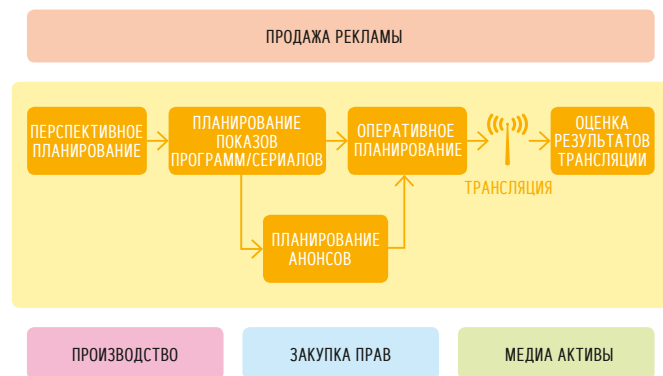 ПРОДАЖА РЕКЛАМЫ
ПЕРСПЕКТИВНОЕ
ПЛАНИРОВАНИЕ
ПЛАНИРОВАНИЕ
ПОКАЗОВ
ПРОГРАММ/СЕРИАЛОВ
ОПЕРАТИВНОЕ
ПЛАНИРОВАНИЕ
ТРАНСЛЯЦИЯ
ОЦЕНКА
РЕЗУЛЬТАТОВ
ТРАНСЛЯЦИИ
ПЛАНИРОВАНИЕ
АНОНСОВ
ПРОИЗВОДСТВО
ЗАКУПКА ПРАВ
МЕДИА АКТИВЫ